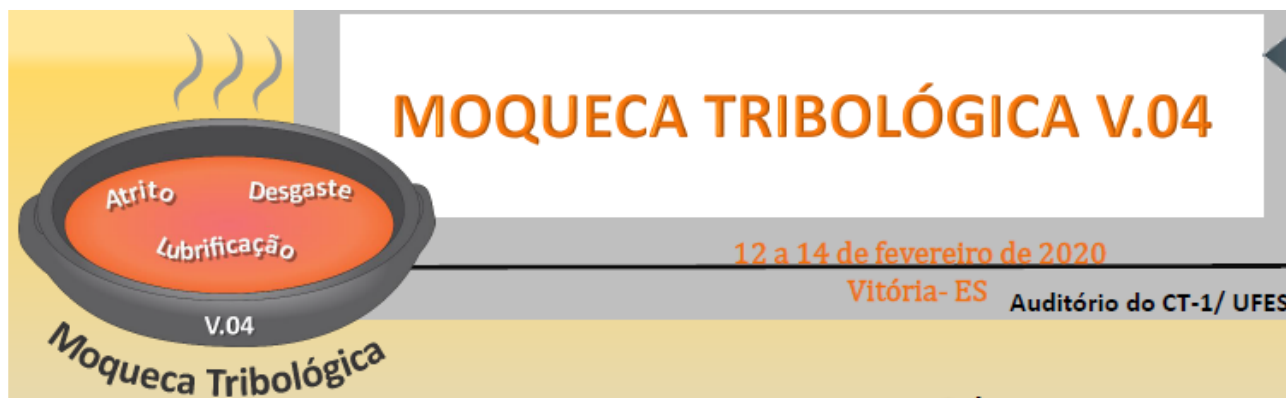 MOQUECA TRIBOLÓGICA V.04
Atrito Desgaste
Lubrificação
V.04
Moqueca Tribológica
12 a 14 de fevereiro de 2020
Vitória- ES
Auditório do CT-1/ UFES